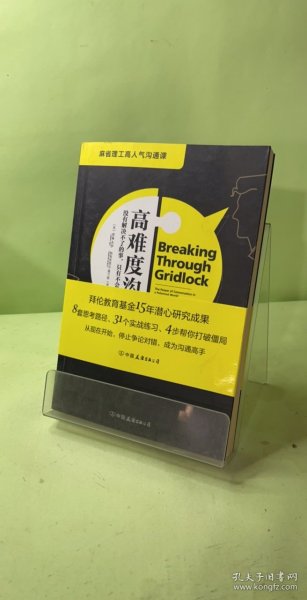 麻省理工高人气沟通课
高难度沟
没有解决不了的事，只有不会
Breaking
Through
Gridlock
The Power of Conversation in
a Polarized World
拜伦教育基金15年潜心研究成果
8套思考路径、31个实战练习、4步帮你打破僵局
从现在开始，停止争论对错，成为沟通高手
中国友谊出版公司
孔夫子旧书网